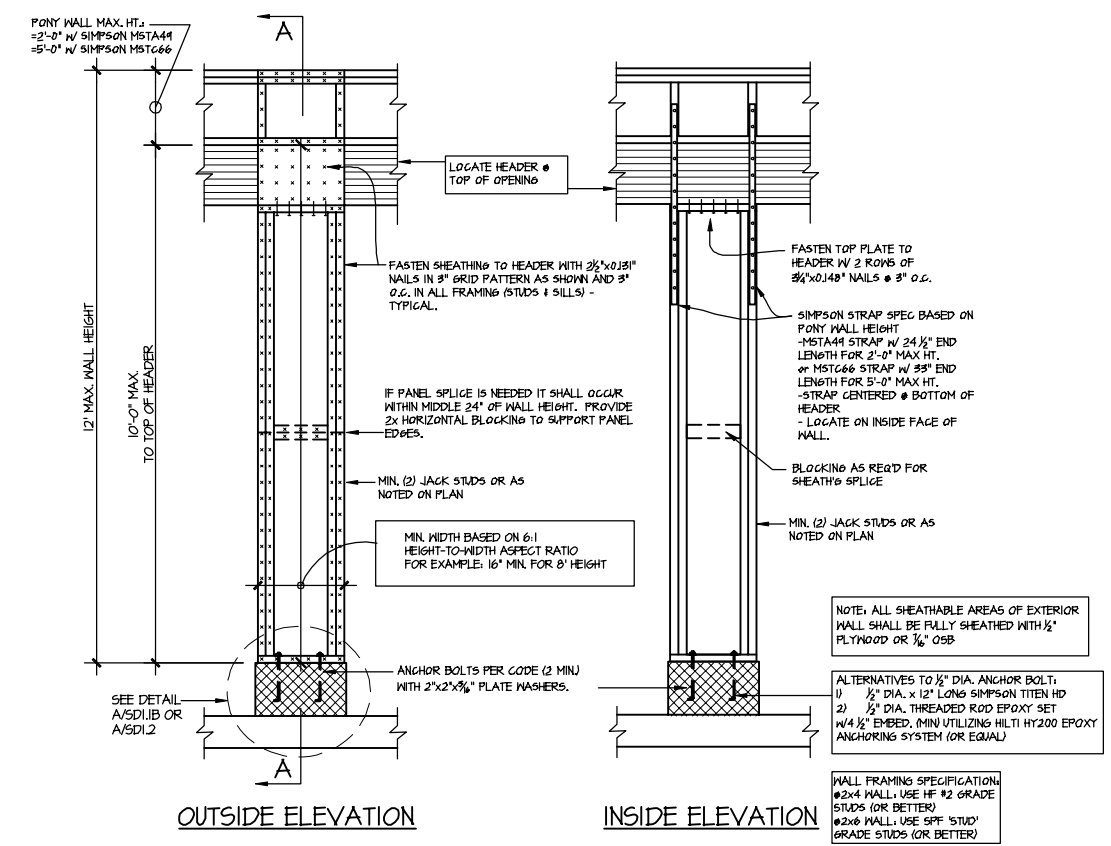 PONY WALL MAX. HT.:
=2'-0" W/ SIMPSON MSTA49
=5'-0" W/ SIMPSON MSTC66
A
12' MAX. WALL HEIGHT
10'-0" MAX.
TO TOP OF HEADER
LOCATE HEADER @
TOP OF OPENING
FASTEN SHEATHING TO HEADER WITH 2½"x0.131"
NAILS IN 3" GRID PATTERN AS SHOWN AND 3"
O.C. IN ALL FRAMING (STUDS & SILLS) -
TYPICAL.
IF PANEL SPLICE IS NEEDED IT SHALL OCCUR
WITHIN MIDDLE 24" OF WALL HEIGHT. PROVIDE
2x HORIZONTAL BLOCKING TO SUPPORT PANEL
EDGES.
MIN. (2) JACK STUDS OR AS
NOTED ON PLAN
MIN. WIDTH BASED ON 6:1
HEIGHT-TO-WIDTH ASPECT RATIO
FOR EXAMPLE: 16" MIN. FOR 8' HEIGHT
ANCHOR BOLTS PER CODE (2 MIN.)
WITH 2"x2"x3/16" PLATE WASHERS.
SEE DETAIL
A/SD1.1B OR
A/SD1.2
A
OUTSIDE ELEVATION
FASTEN TOP PLATE TO
HEADER W/ 2 ROWS OF
3¼"x0.148" NAILS @ 3" O.C.
SIMPSON STRAP SPEC BASED ON
PONY WALL HEIGHT
-MSTA49 STRAP W/ 24½" END
LENGTH FOR 2'-0" MAX HT.
or MSTC66 STRAP W/ 33" END
LENGTH FOR 5'-0" MAX HT.
-STRAP CENTERED @ BOTTOM OF
HEADER
- LOCATE ON INSIDE FACE OF
WALL.
BLOCKING AS REQ'D FOR
SHEATH'G SPLICE
MIN. (2) JACK STUDS OR AS
NOTED ON PLAN
NOTE: ALL SHEATHABLE AREAS OF EXTERIOR
WALL SHALL BE FULLY SHEATHED WITH ½"
PLYWOOD OR 7/16" OSB
ALTERNATIVES TO ½" DIA. ANCHOR BOLT:
1) ½" DIA. x 12" LONG SIMPSON TITEN HD
2) ½" DIA. THREADED ROD EPOXY SET
W/4 ½" EMBED. (MIN) UTILIZING HILTI HY200 EPOXY
ANCHORING SYSTEM (OR EQUAL)
INSIDE ELEVATION
WALL FRAMING SPECIFICATION:
@2x4 WALL: USE HF #2 GRADE
STUDS (OR BETTER)
@2x6 WALL: USE SPF 'STUD'
GRADE STUDS (OR BETTER)